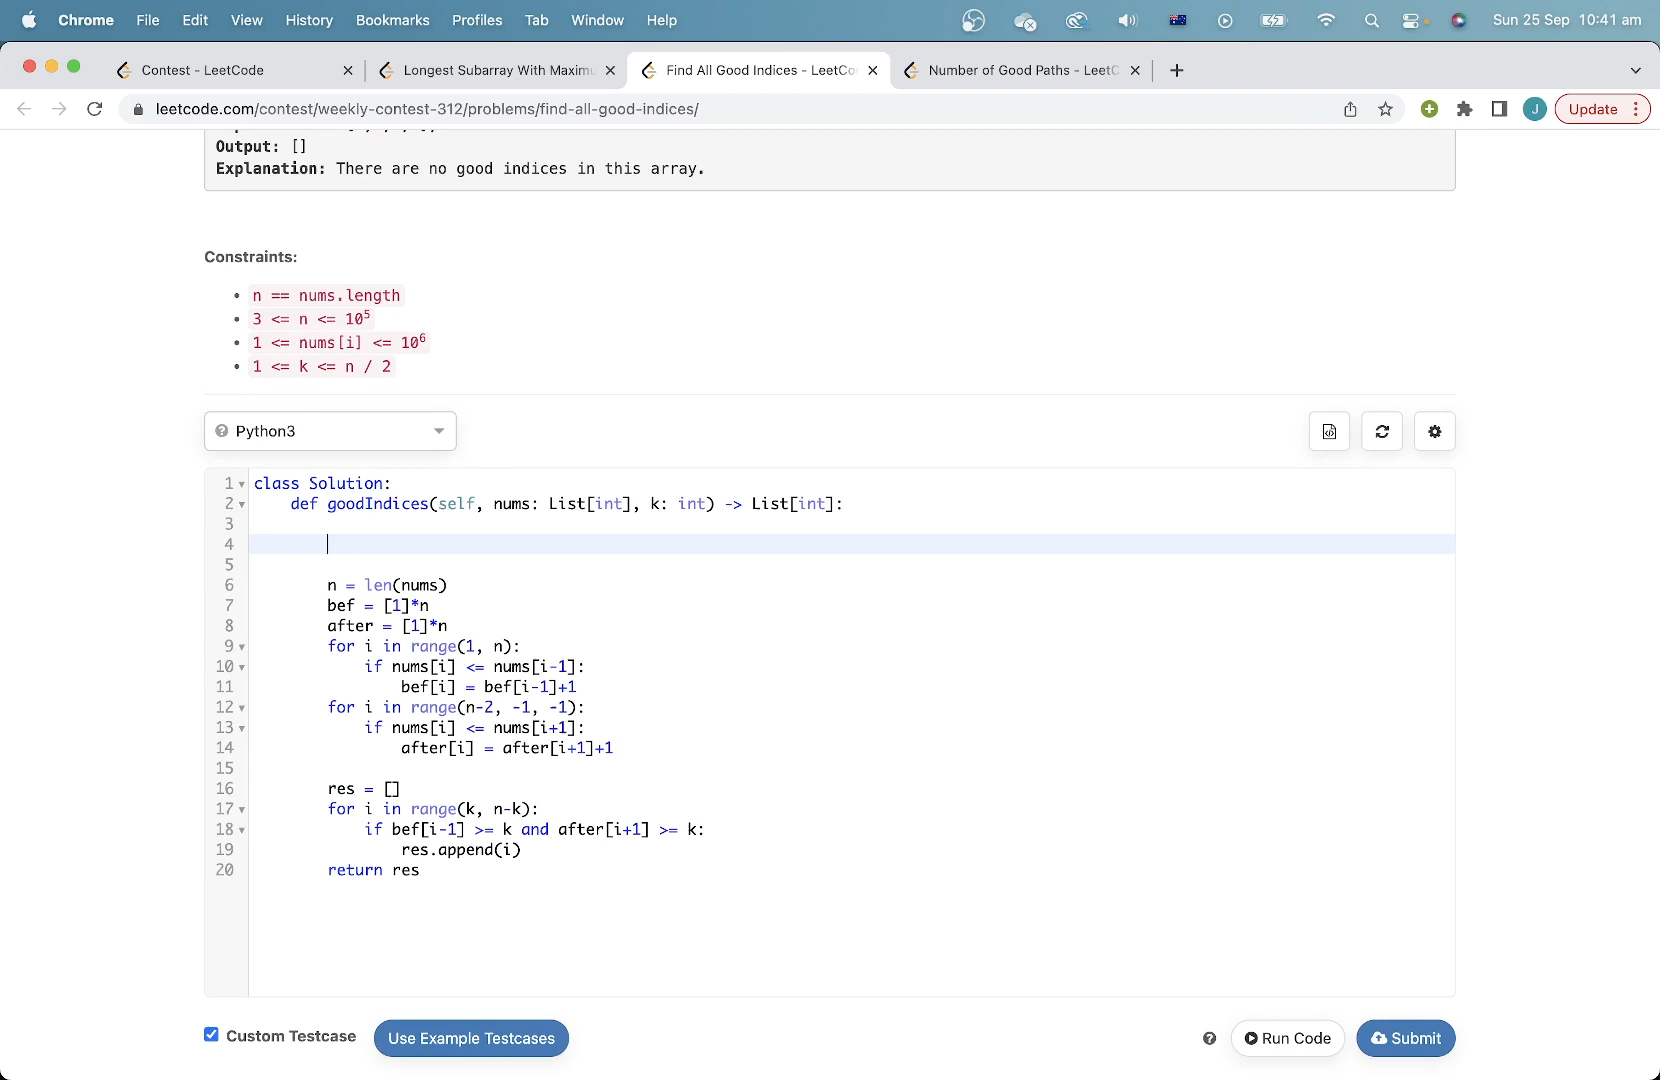 Chrome File Edit View History Bookmarks Profiles Tab Window Help Sun 25 Sep 10:41 am
Contest - LeetCode Longest Subarray With Maximu Find All Good Indices - LeetCo Number of Good Paths - LeetC
leetcode.com/contest/weekly-contest-312/problems/find-all-good-indices/ J Update
Output: []
Explanation: There are no good indices in this array.
Constraints:
• n == nums.length
• 3 <= n <= 10⁵
• 1 <= nums[i] <= 10⁶
• 1 <= k <= n / 2
Python3
1 class Solution:
2 def goodIndices(self, nums: List[int], k: int) -> List[int]:
3
4
5
6 n = len(nums)
7 bef = [1]*n
8 after = [1]*n
9 for i in range(1, n):
10 if nums[i] <= nums[i-1]:
11 bef[i] = bef[i-1]+1
12 for i in range(n-2, -1, -1):
13 if nums[i] <= nums[i+1]:
14 after[i] = after[i+1]+1
15
16 res = []
17 for i in range(k, n-k):
18 if bef[i-1] >= k and after[i+1] >= k:
19 res.append(i)
20 return res
Custom Testcase Use Example Testcases Run Code Submit